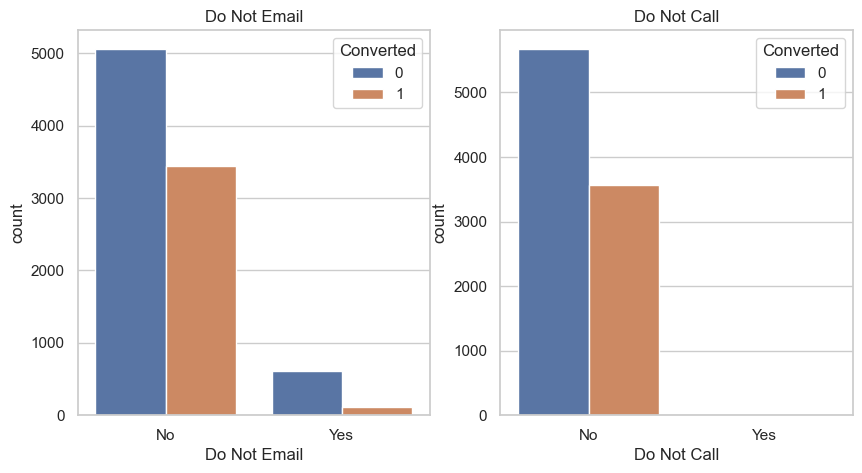 Do Not Email
Converted
0
1
5000
4000
3000
2000
1000
0
count
No
Yes
Do Not Email
Do Not Call
Converted
0
1
5000
4000
3000
2000
1000
0
count
No
Yes
Do Not Call